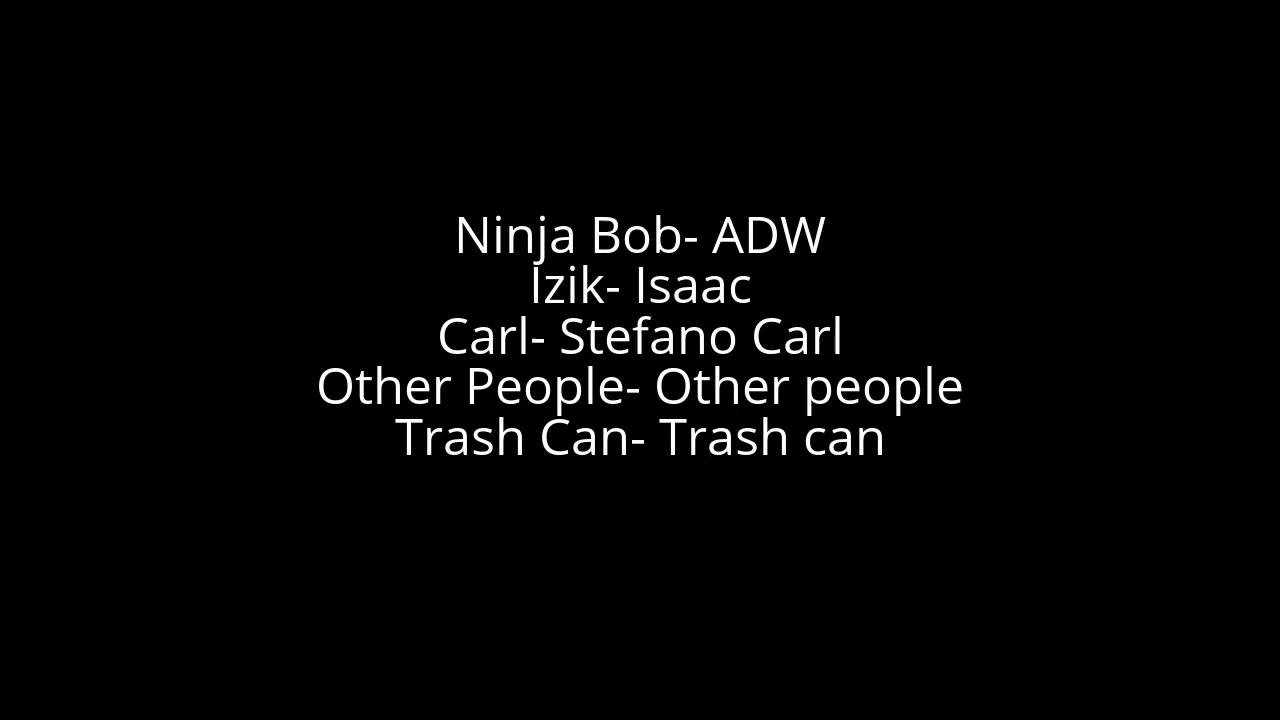 Ninja Bob- ADW
Izik- Isaac
Carl- Stefano Carl
Other People- Other people
Trash Can- Trash can